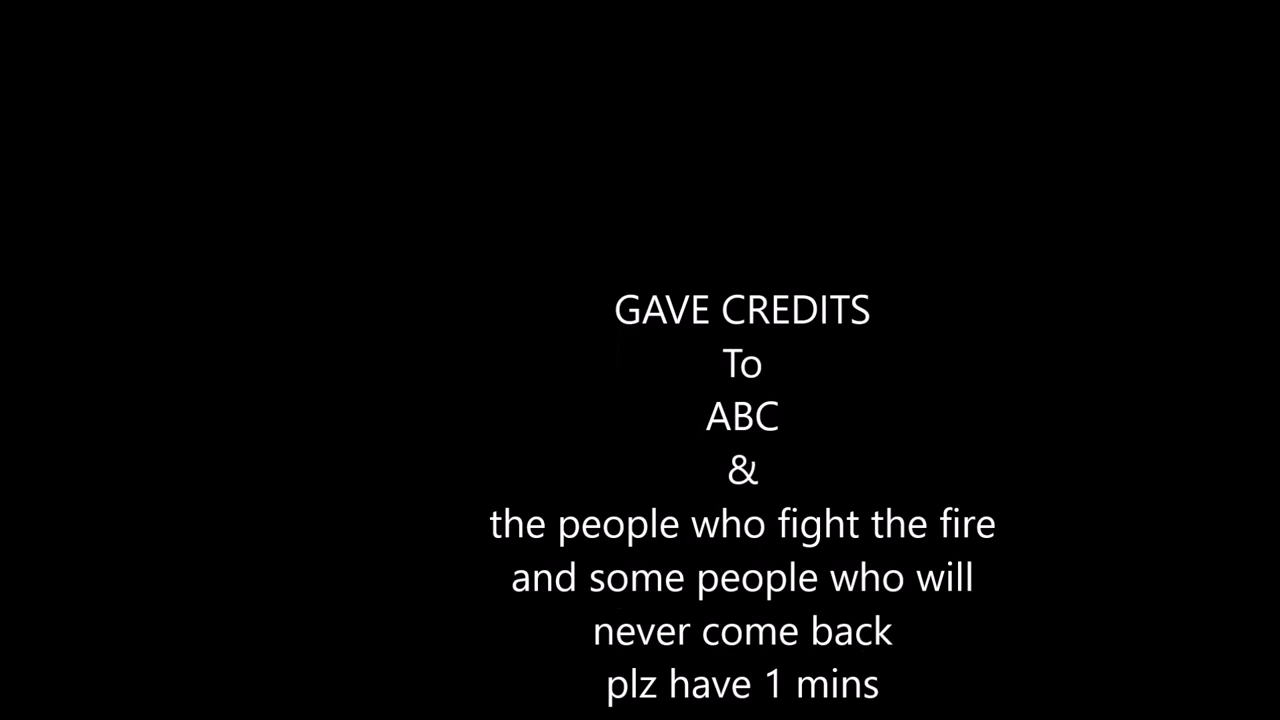 GAVE CREDITS
To
ABC
&
the people who fight the fire
and some people who will
never come back
plz have 1 mins